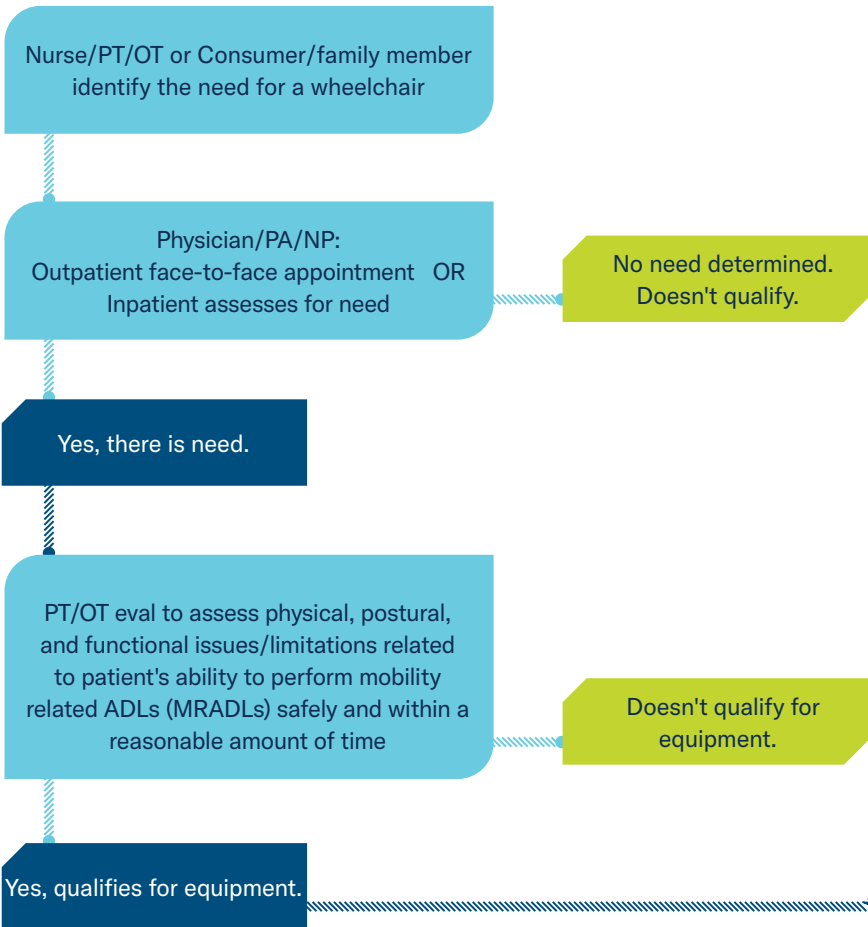 Nurse/PT/OT or Consumer/family member
identify the need for a wheelchair
Physician/PA/NP:
Outpatient face-to-face appointment OR
Inpatient assesses for need
No need determined.
Doesn't qualify.
Yes, there is need.
PT/OT eval to assess physical, postural,
and functional issues/limitations related
to patient's ability to perform mobility
related ADLs (MRADLs) safely and within a
reasonable amount of time
Doesn't qualify for
equipment.
Yes, qualifies for equipment.